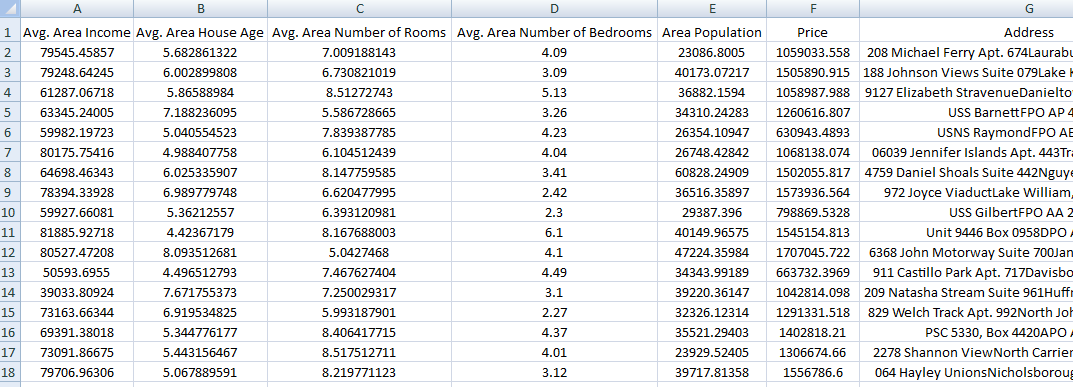 A B C D E F G
1 Avg. Area Income Avg. Area House Age Avg. Area Number of Rooms Avg. Area Number of Bedrooms Area Population Price Address
2 79545.45857 5.682861322 7.009188143 4.09 23086.8005 1059033.558 208 Michael Ferry Apt. 674Laurabu
3 79248.64245 6.002899808 6.730821019 3.09 40173.07217 1505890.915 188 Johnson Views Suite 079Lake
4 61287.06718 5.86588984 8.51272743 5.13 36882.1594 1058987.988 9127 Elizabeth StravenueDanielto
5 63345.24005 7.188236095 5.586728665 3.26 34310.24283 1260616.807 USS BarnettFPO AP 4
6 59982.19723 5.040554523 7.839387785 4.23 26354.10947 630943.4893 USNS RaymondFPO AE
7 80175.75416 4.988407758 6.104512439 4.04 26748.42842 1068138.074 06039 Jennifer Islands Apt. 443Tra
8 64698.46343 6.025335907 8.147759585 3.41 60828.24909 1502055.817 4759 Daniel Shoals Suite 442Nguye
9 78394.33928 6.989779748 6.620477995 2.42 36516.35897 1573936.564 972 Joyce ViaductLake William,
10 59927.66081 5.36212557 6.393120981 2.3 29387.396 798869.5328 USS GilbertFPO AA 2
11 81885.92718 4.42367179 8.167688003 6.1 40149.96575 1545154.813 Unit 9446 Box 0958DPO
12 80527.47208 8.093512681 5.0427468 4.1 47224.35984 1707045.722 6368 John Motorway Suite 700Jan
13 50593.6955 4.496512793 7.467627404 4.49 34343.99189 663732.3969 911 Castillo Park Apt. 717Davisbo
14 39033.80924 7.671755373 7.250029317 3.1 39220.36147 1042814.098 209 Natasha Stream Suite 961Huff
15 73163.66344 6.919534825 5.993187901 2.27 32326.12314 1291331.518 829 Welch Track Apt. 992North Joh
16 69391.38018 5.344776177 8.406417715 4.37 35521.29403 1402818.21 PSC 5330, Box 4420APO
17 73091.86675 5.443156467 8.517512711 4.01 23929.52405 1306674.66 2278 Shannon ViewNorth Carrier
18 79706.96306 5.067889591 8.219771123 3.12 39717.81358 1556786.6 064 Hayley UnionsNicholsboroug